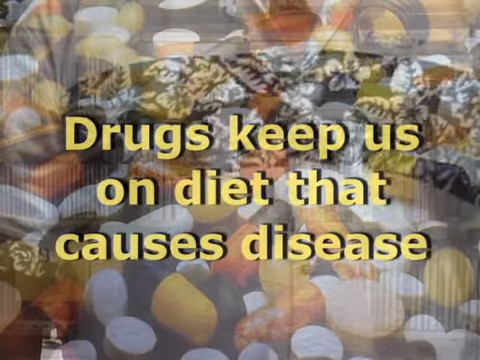 Drugs keep us
on diet that
causes disease